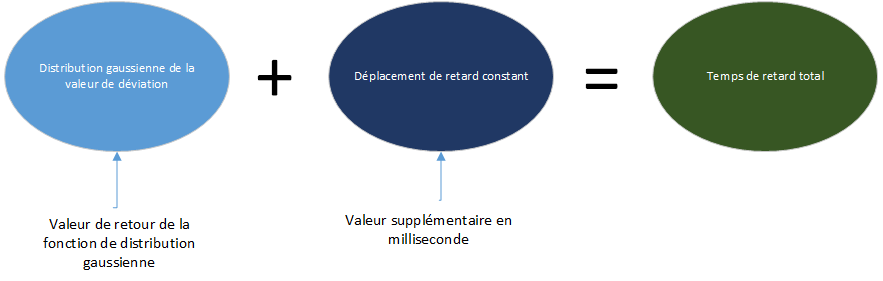 Distribution gaussienne de la
valeur de déviation
+
Déplacement de retard constant
=
Temps de retard total
Valeur de retour de la
fonction de distribution
gaussienne
Valeur supplémentaire en
milliseconde